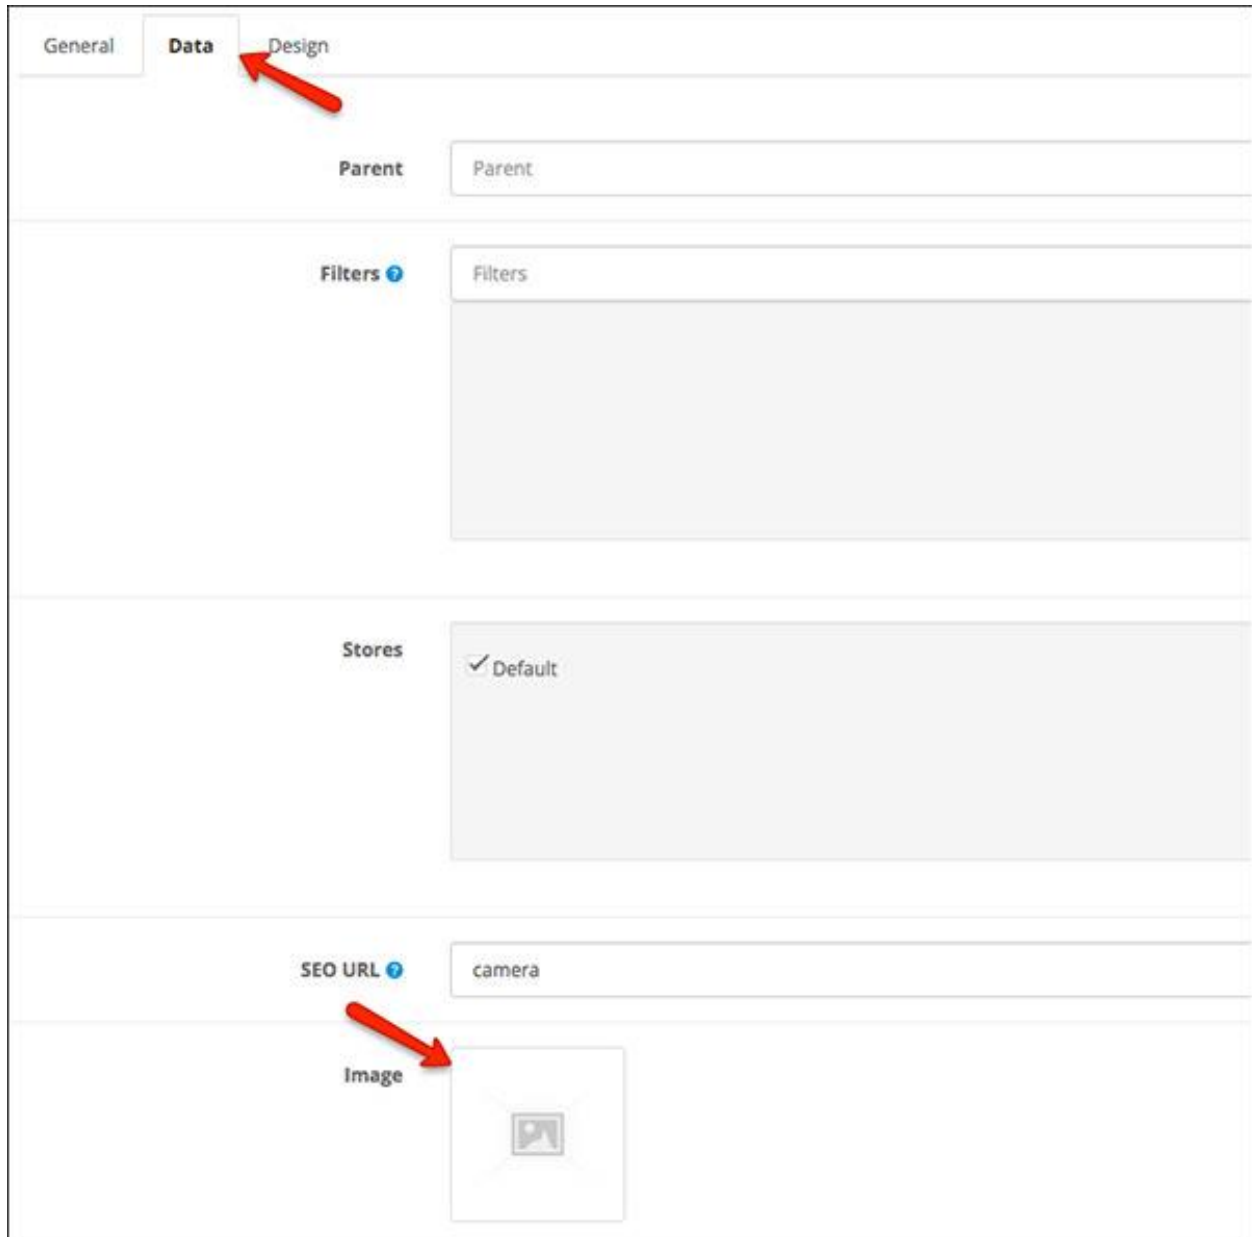 General Data Design
Parent Parent
Filters ? Filters
Stores
Default
SEO URL ? camera
Image